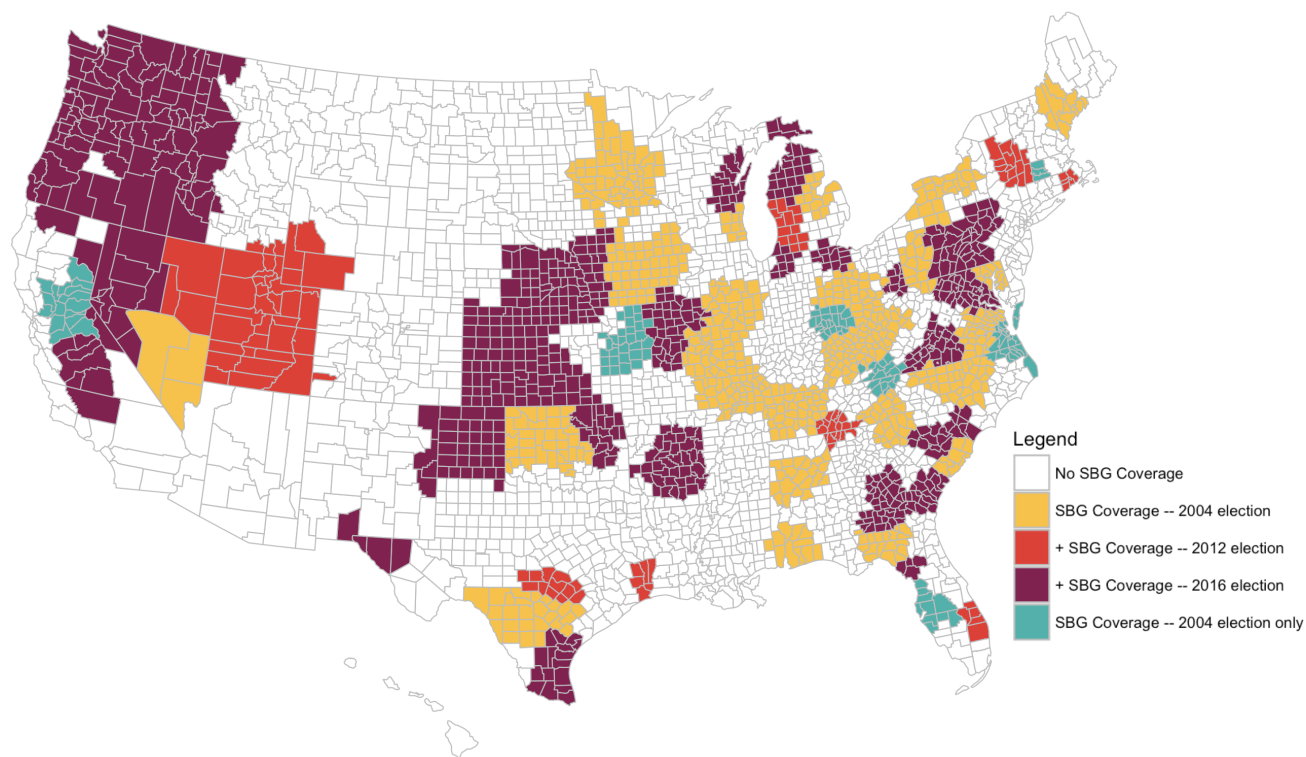 Legend
No SBG Coverage
SBG Coverage -- 2004 election
+ SBG Coverage -- 2012 election
+ SBG Coverage -- 2016 election
SBG Coverage -- 2004 election only